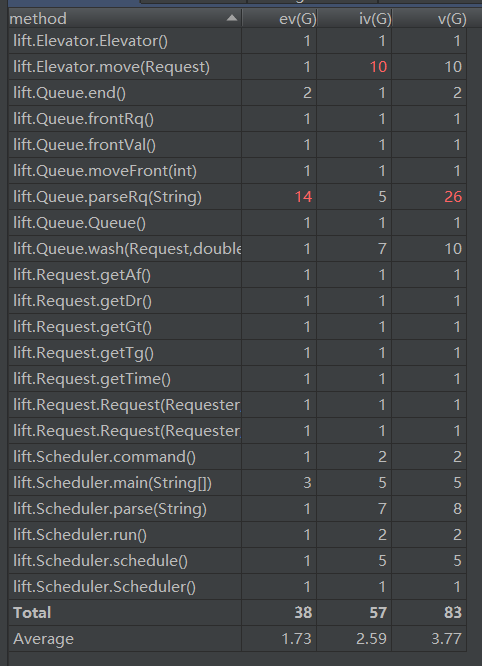 method ev(G) iv(G) v(G)
lift.Elevator.Elevator() 1 1 1
lift.Elevator.move(Request) 1 10 10
lift.Queue.end() 2 1 2
lift.Queue.frontRq() 1 1 1
lift.Queue.frontVal() 1 1 1
lift.Queue.moveFront(int) 1 1 1
lift.Queue.parseRq(String) 14 5 26
lift.Queue.Queue() 1 1 1
lift.Queue.wash(Request,double 1 7 10
lift.Request.getAf() 1 1 1
lift.Request.getDr() 1 1 1
lift.Request.getGt() 1 1 1
lift.Request.getTg() 1 1 1
lift.Request.getTime() 1 1 1
lift.Request.Request(Requester, 1 1 1
lift.Request.Request(Requester, 1 1 1
lift.Scheduler.command() 1 2 2
lift.Scheduler.main(String[]) 3 5 5
lift.Scheduler.parse(String) 1 7 8
lift.Scheduler.run() 1 2 2
lift.Scheduler.schedule() 1 5 5
lift.Scheduler.Scheduler() 1 1 1
Total 38 57 83
Average 1.73 2.59 3.77